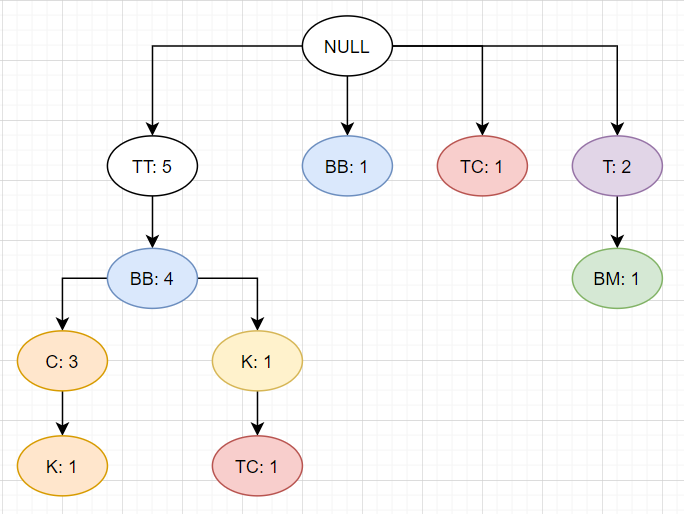 NULL
TT: 5
BB: 1
TC: 1
T: 2
BB: 4
BM: 1
C: 3
K: 1
K: 1
TC: 1